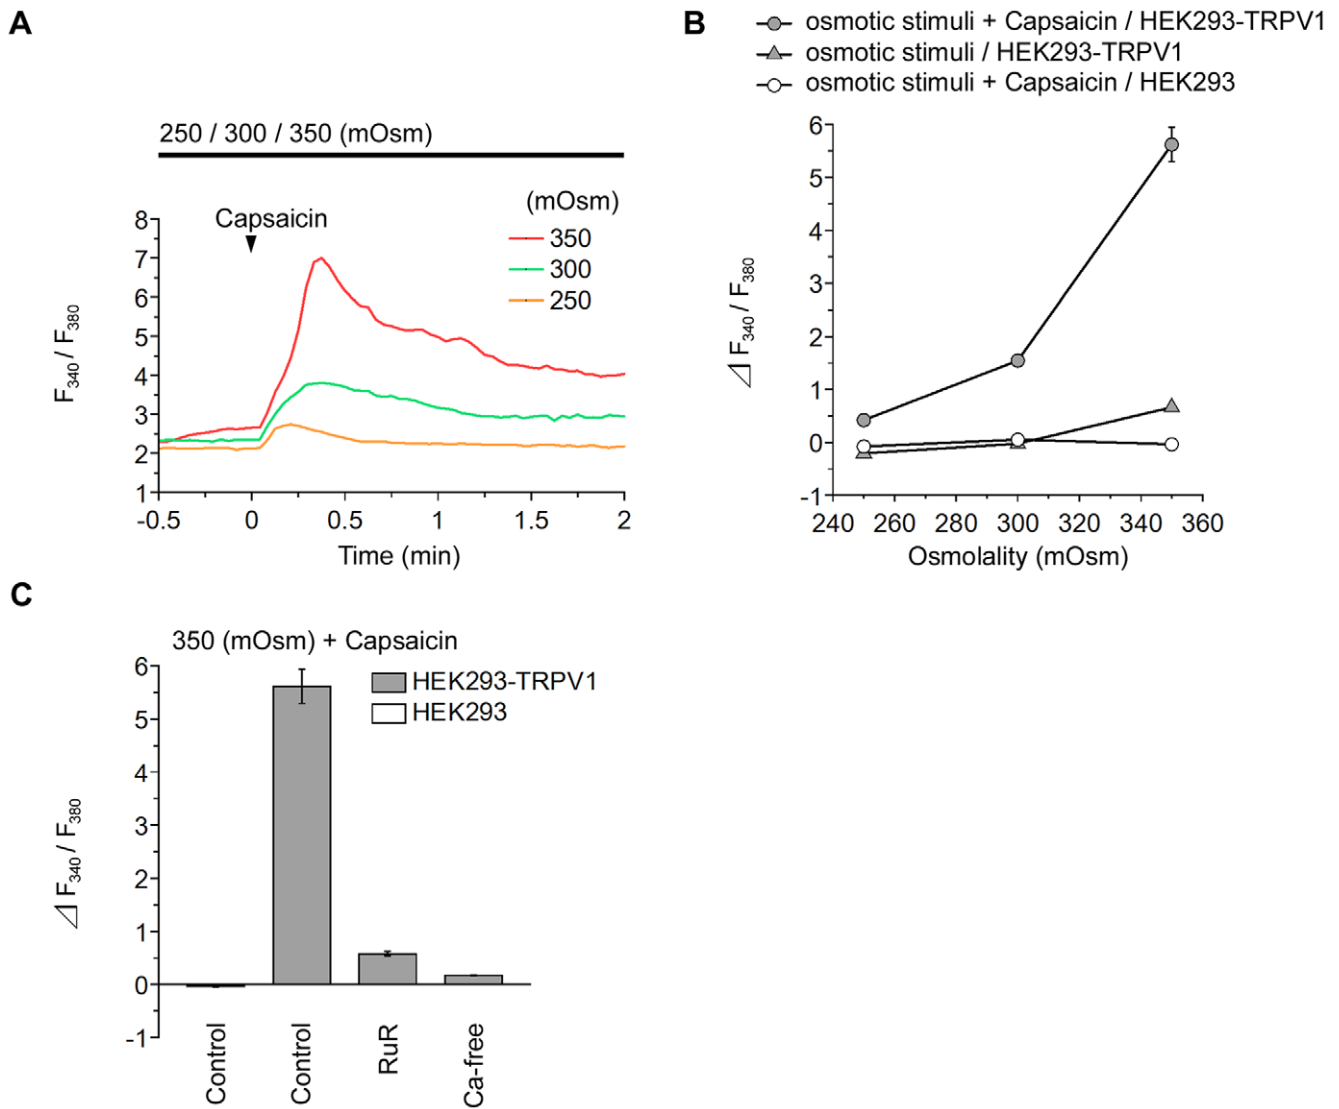 A
250 / 300 / 350 (mOsm)
Capsaicin
(mOsm)
350
300
250
8
7
6
5
4
3
2
1
F340 / F380
-0.5 0 0.5 1 1.5 2
Time (min)
B
osmotic stimuli + Capsaicin / HEK293-TRPV1
osmotic stimuli / HEK293-TRPV1
osmotic stimuli + Capsaicin / HEK293
6
5
4
3
2
1
0
-1
⊿ F340 / F380
240 260 280 300 320 340 360
Osmolality (mOsm)
C
350 (mOsm) + Capsaicin
HEK293-TRPV1
HEK293
6
5
4
3
2
1
0
-1
⊿ F340 / F380
Control
Control
RuR
Ca-free